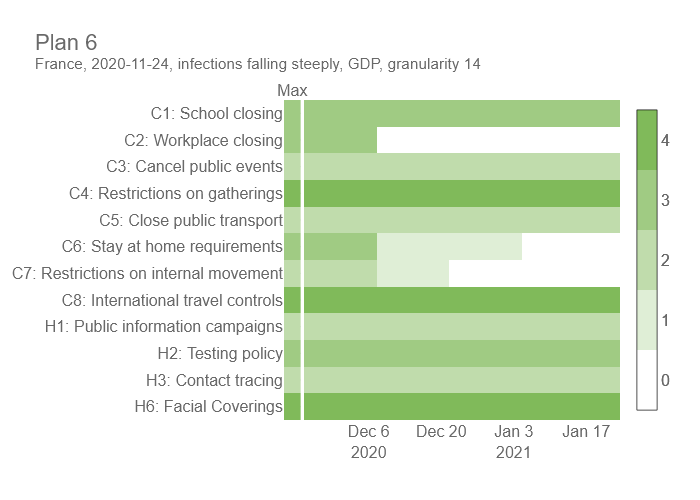 Plan 6
France, 2020-11-24, infections falling steeply, GDP, granularity 14
Max
C1: School closing
C2: Workplace closing
C3: Cancel public events
C4: Restrictions on gatherings
C5: Close public transport
C6: Stay at home requirements
C7: Restrictions on internal movement
C8: International travel controls
H1: Public information campaigns
H2: Testing policy
H3: Contact tracing
H6: Facial Coverings
4
3
2
1
0
Dec 6 Dec 20 Jan 3 Jan 17
2020 2021